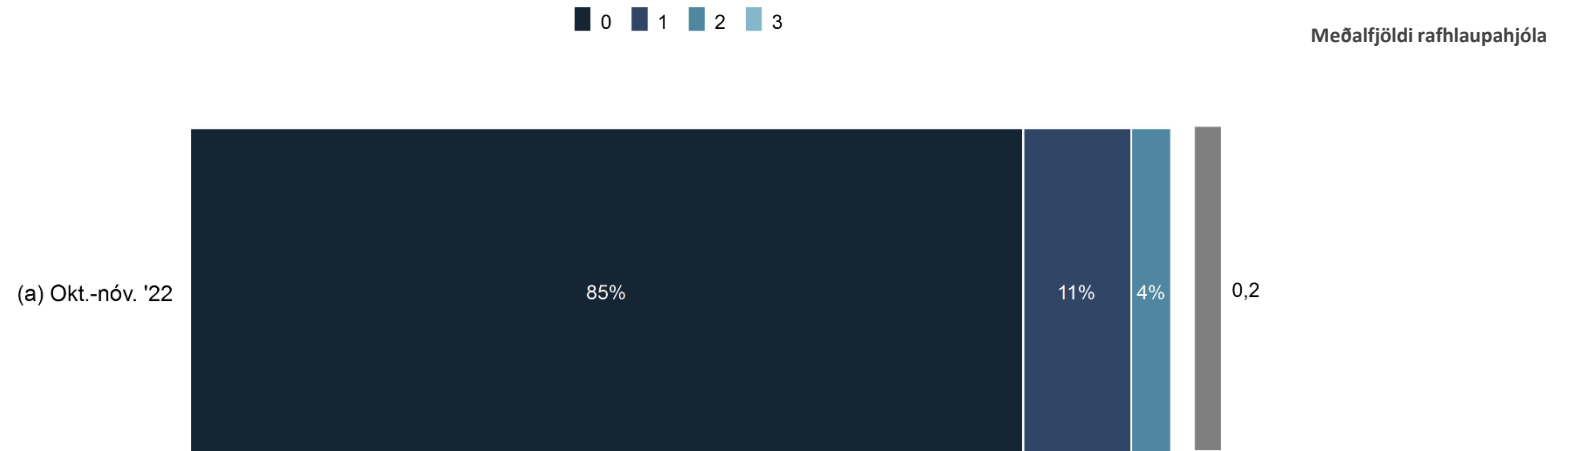 0 1 2 3
Meðalfjöldi rafhlaupahjóla
(a) Okt.-nóv. '22 85% 11% 4% 0,2